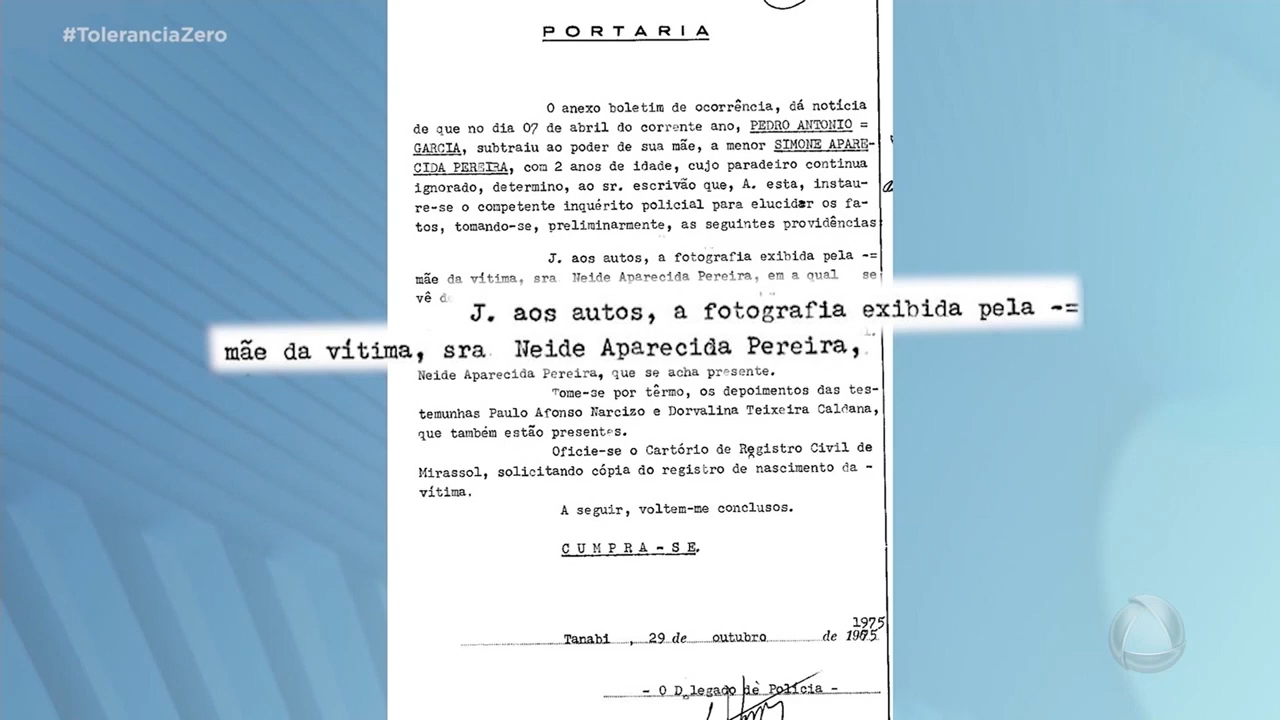 #ToleranciaZero
PORTARIA
O anexo boletim de ocorrência, dá notícia
de que no dia 07 de abril do corrente ano, PEDRO ANTONIO =
GARCIA, subtraiu ao poder de sua mãe, a menor SIMONE APARE-
CIDA PEREIRA, com 2 anos de idade, cujo paradeiro continua
ignorado, determino, ao sr. escrivão que, A. esta, instau-
re-se o competente inquérito policial para elucidar os fa-
tos, tomando-se, preliminarmente, as seguintes providências
J. aos autos, a fotografia exibida pela -=
mãe da vítima, sra Neide Aparecida Pereira, em a qual se
vê
J. aos autos, a fotografia exibida pela -=
mãe da vítima, sra. Neide Aparecida Pereira,
Neide Aparecida Pereira, que se acha presente.
Tome-se por têrmo, os depoimentos das tes-
temunhas Paulo Afonso Narcizo e Dorvalina Teixeira Caldana,
que também estão presentes.
Oficie-se o Cartório de Registro Civil de
Mirassol, solicitando cópia do registro de nascimento da -
vítima.
A seguir, voltem-me conclusos.
CUMPRA-SE.
1975
Tanabi, 29 de outubro de 1975
- O Delegado de Polícia -